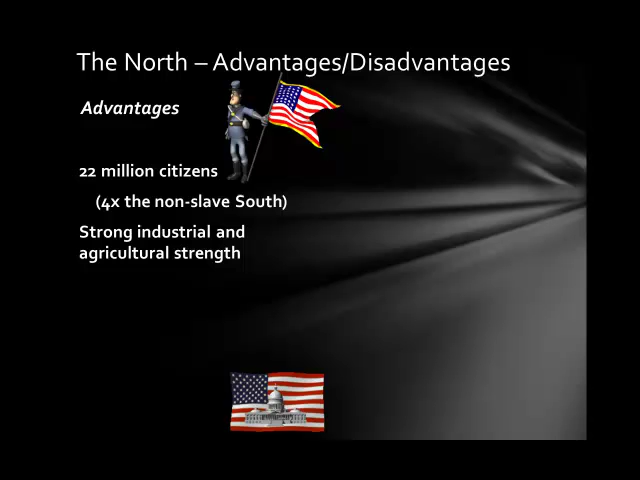 The North – Advantages/Disadvantages
Advantages
22 million citizens
(4x the non-slave South)
Strong industrial and
agricultural strength